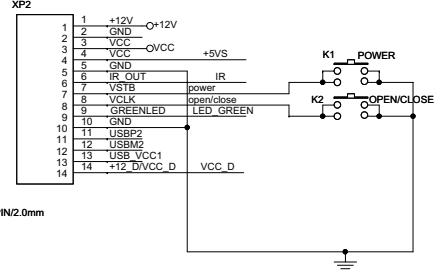 XP2
1 1 +12V +12V
2 2 GND
3 3 VCC VCC
4 4 VCC +5VS
5 5 GND
6 6 IR_OUT IR
7 7 VSTB power
8 8 VCLK open/close
9 9 GREENLED LED_GREEN
10 10 GND
11 11 USBP2
12 12 USBM2
13 13 USB_VCC1
14 14 +12_D/VCC_D VCC_D
K1 POWER
K2 OPEN/CLOSE
PIN/2.0mm